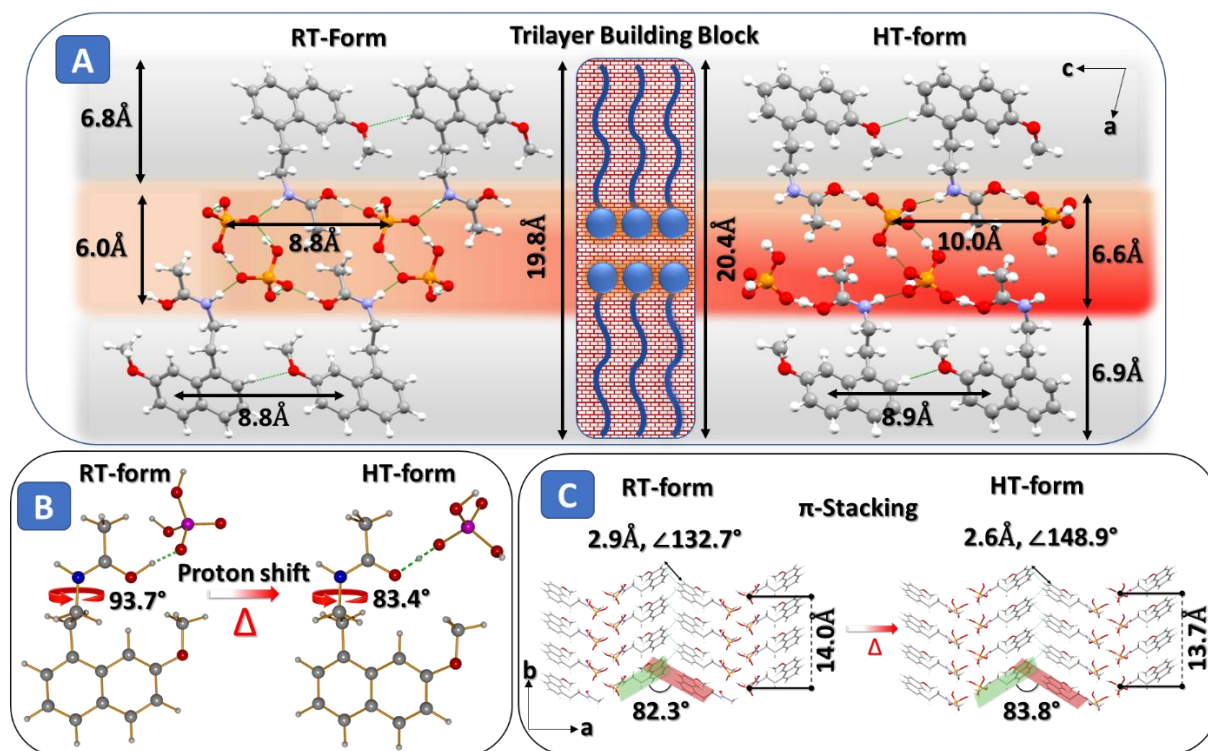 A
RT-Form
Trilayer Building Block
HT-form
6.8Å
6.0Å
8.8Å
8.8Å
19.8Å
20.4Å
c
a
10.0Å
6.6Å
6.9Å
8.9Å
B
RT-form
HT-form
Proton shift
Δ
93.7°
83.4°
C
RT-form
π-Stacking
HT-form
2.9Å, ∠132.7°
2.6Å, ∠148.9°
14.0Å
Δ
13.7Å
b
a
82.3°
83.8°